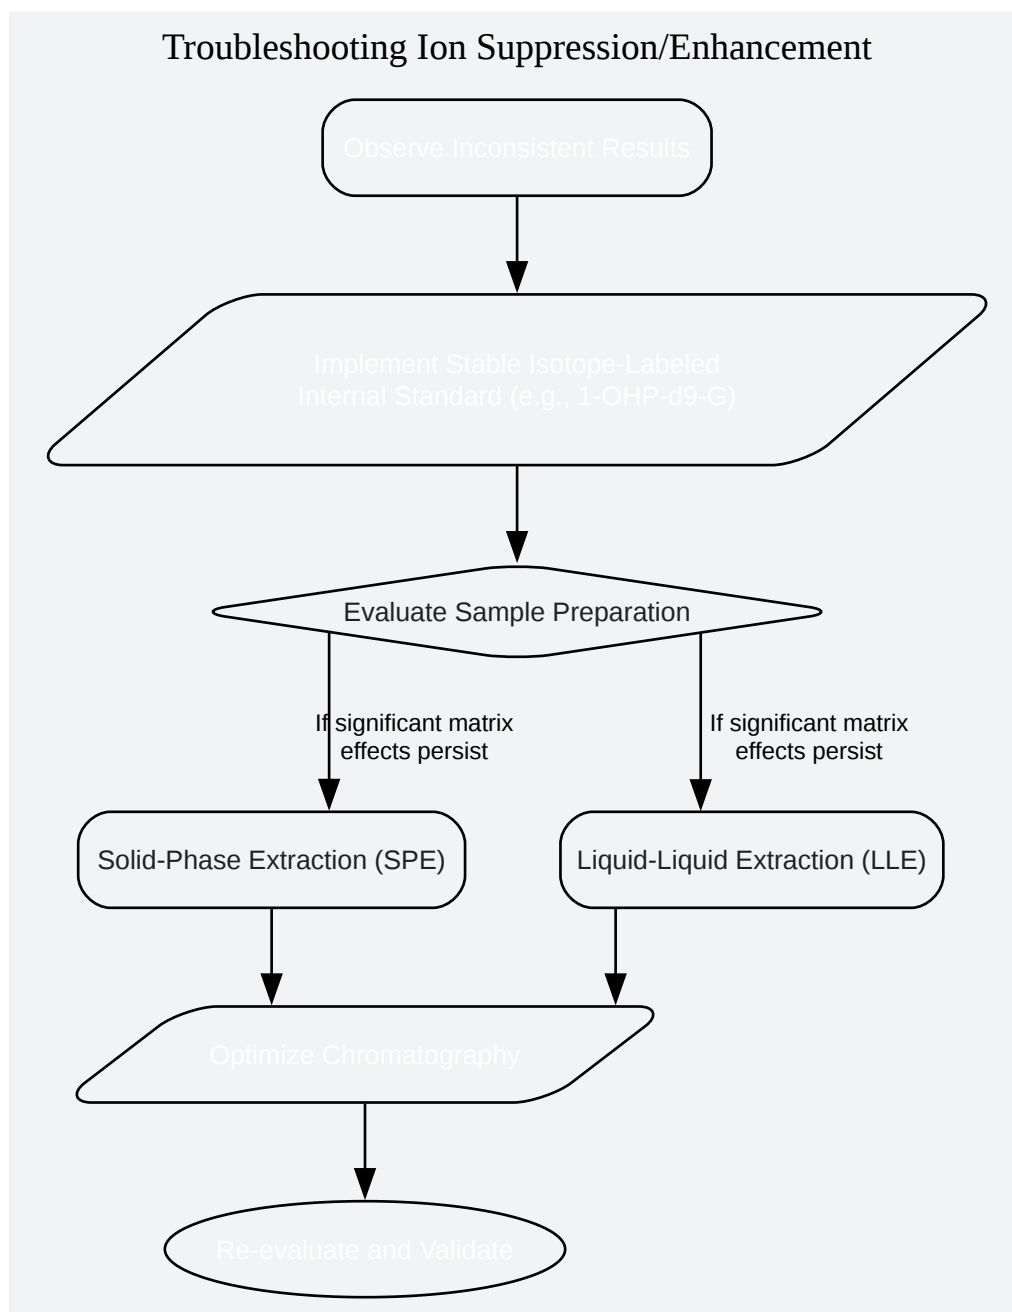 Troubleshooting Ion Suppression/Enhancement
Observe Inconsistent Results
Implement Stable Isotope-Labeled
Internal Standard (e.g., 1-OHP-d9-G)
Evaluate Sample Preparation
If significant matrix
effects persist
If significant matrix
effects persist
Solid-Phase Extraction (SPE)
Liquid-Liquid Extraction (LLE)
Optimize Chromatography
Re-evaluate and Validate